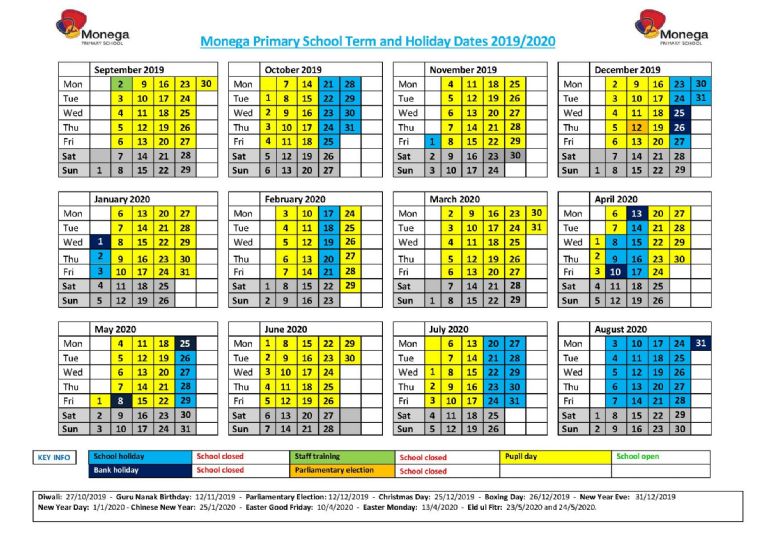 Monega
PRIMARY SCHOOL
Monega Primary School Term and Holiday Dates 2019/2020
Monega
PRIMARY SCHOOL
September 2019
Mon 2 9 16 23 30
Tue 3 10 17 24
Wed 4 11 18 25
Thu 5 12 19 26
Fri 6 13 20 27
Sat 7 14 21 28
Sun 1 8 15 22 29
October 2019
Mon 7 14 21 28
Tue 1 8 15 22 29
Wed 2 9 16 23 30
Thu 3 10 17 24 31
Fri 4 11 18 25
Sat 5 12 19 26
Sun 6 13 20 27
November 2019
Mon 4 11 18 25
Tue 5 12 19 26
Wed 6 13 20 27
Thu 7 14 21 28
Fri 1 8 15 22 29
Sat 2 9 16 23 30
Sun 3 10 17 24
December 2019
Mon 2 9 16 23 30
Tue 3 10 17 24 31
Wed 4 11 18 25
Thu 5 12 19 26
Fri 6 13 20 27
Sat 7 14 21 28
Sun 1 8 15 22 29
January 2020
Mon 6 13 20 27
Tue 7 14 21 28
Wed 1 8 15 22 29
Thu 2 9 16 23 30
Fri 3 10 17 24 31
Sat 4 11 18 25
Sun 5 12 19 26
February 2020
Mon 3 10 17 24
Tue 4 11 18 25
Wed 5 12 19 26
Thu 6 13 20 27
Fri 7 14 21 28
Sat 1 8 15 22 29
Sun 2 9 16 23
March 2020
Mon 2 9 16 23 30
Tue 3 10 17 24 31
Wed 4 11 18 25
Thu 5 12 19 26
Fri 6 13 20 27
Sat 7 14 21 28
Sun 1 8 15 22 29
April 2020
Mon 6 13 20 27
Tue 7 14 21 28
Wed 1 8 15 22 29
Thu 2 9 16 23 30
Fri 3 10 17 24
Sat 4 11 18 25
Sun 5 12 19 26
May 2020
Mon 4 11 18 25
Tue 5 12 19 26
Wed 6 13 20 27
Thu 7 14 21 28
Fri 1 8 15 22 29
Sat 2 9 16 23 30
Sun 3 10 17 24 31
June 2020
Mon 1 8 15 22 29
Tue 2 9 16 23 30
Wed 3 10 17 24
Thu 4 11 18 25
Fri 5 12 19 26
Sat 6 13 20 27
Sun 7 14 21 28
July 2020
Mon 6 13 20 27
Tue 7 14 21 28
Wed 1 8 15 22 29
Thu 2 9 16 23 30
Fri 3 10 17 24 31
Sat 4 11 18 25
Sun 5 12 19 26
August 2020
Mon 3 10 17 24 31
Tue 4 11 18 25
Wed 5 12 19 26
Thu 6 13 20 27
Fri 7 14 21 28
Sat 1 8 15 22 29
Sun 2 9 16 23 30
KEY INFO
School holiday School closed Staff training School closed Pupil day School open
Bank holiday School closed Parliamentary election School closed
Diwali: 27/10/2019 - Guru Nanak Birthday: 12/11/2019 - Parliamentary Election: 12/12/2019 - Christmas Day: 25/12/2019 - Boxing Day: 26/12/2019 - New Year Eve: 31/12/2019
New Year Day: 1/1/2020 - Chinese New Year: 25/1/2020 - Easter Good Friday: 10/4/2020 - Easter Monday: 13/4/2020 - Eid ul Fitr: 23/5/2020 and 24/5/2020.